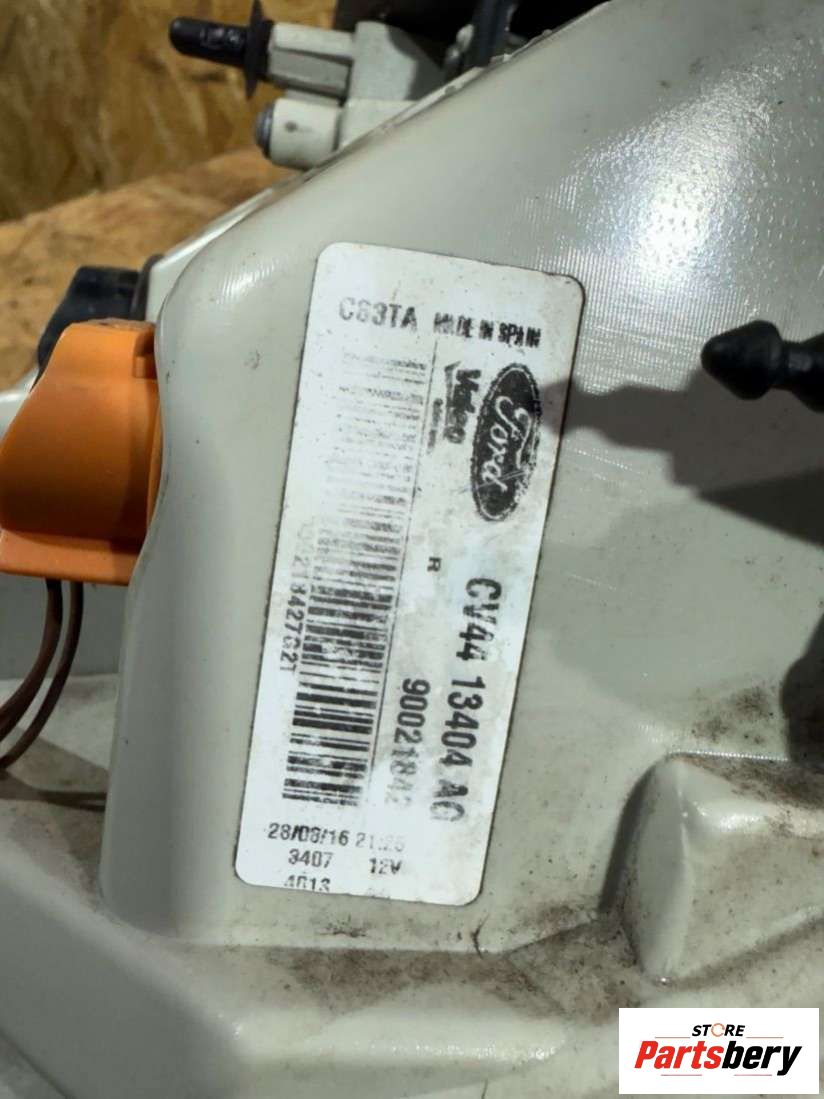 MADE IN SPAIN
Valeo
Ford
R
CV44 13404 AG
90021842
28/08/16 21:25
3407 12V
4013
STORE
Partsbery